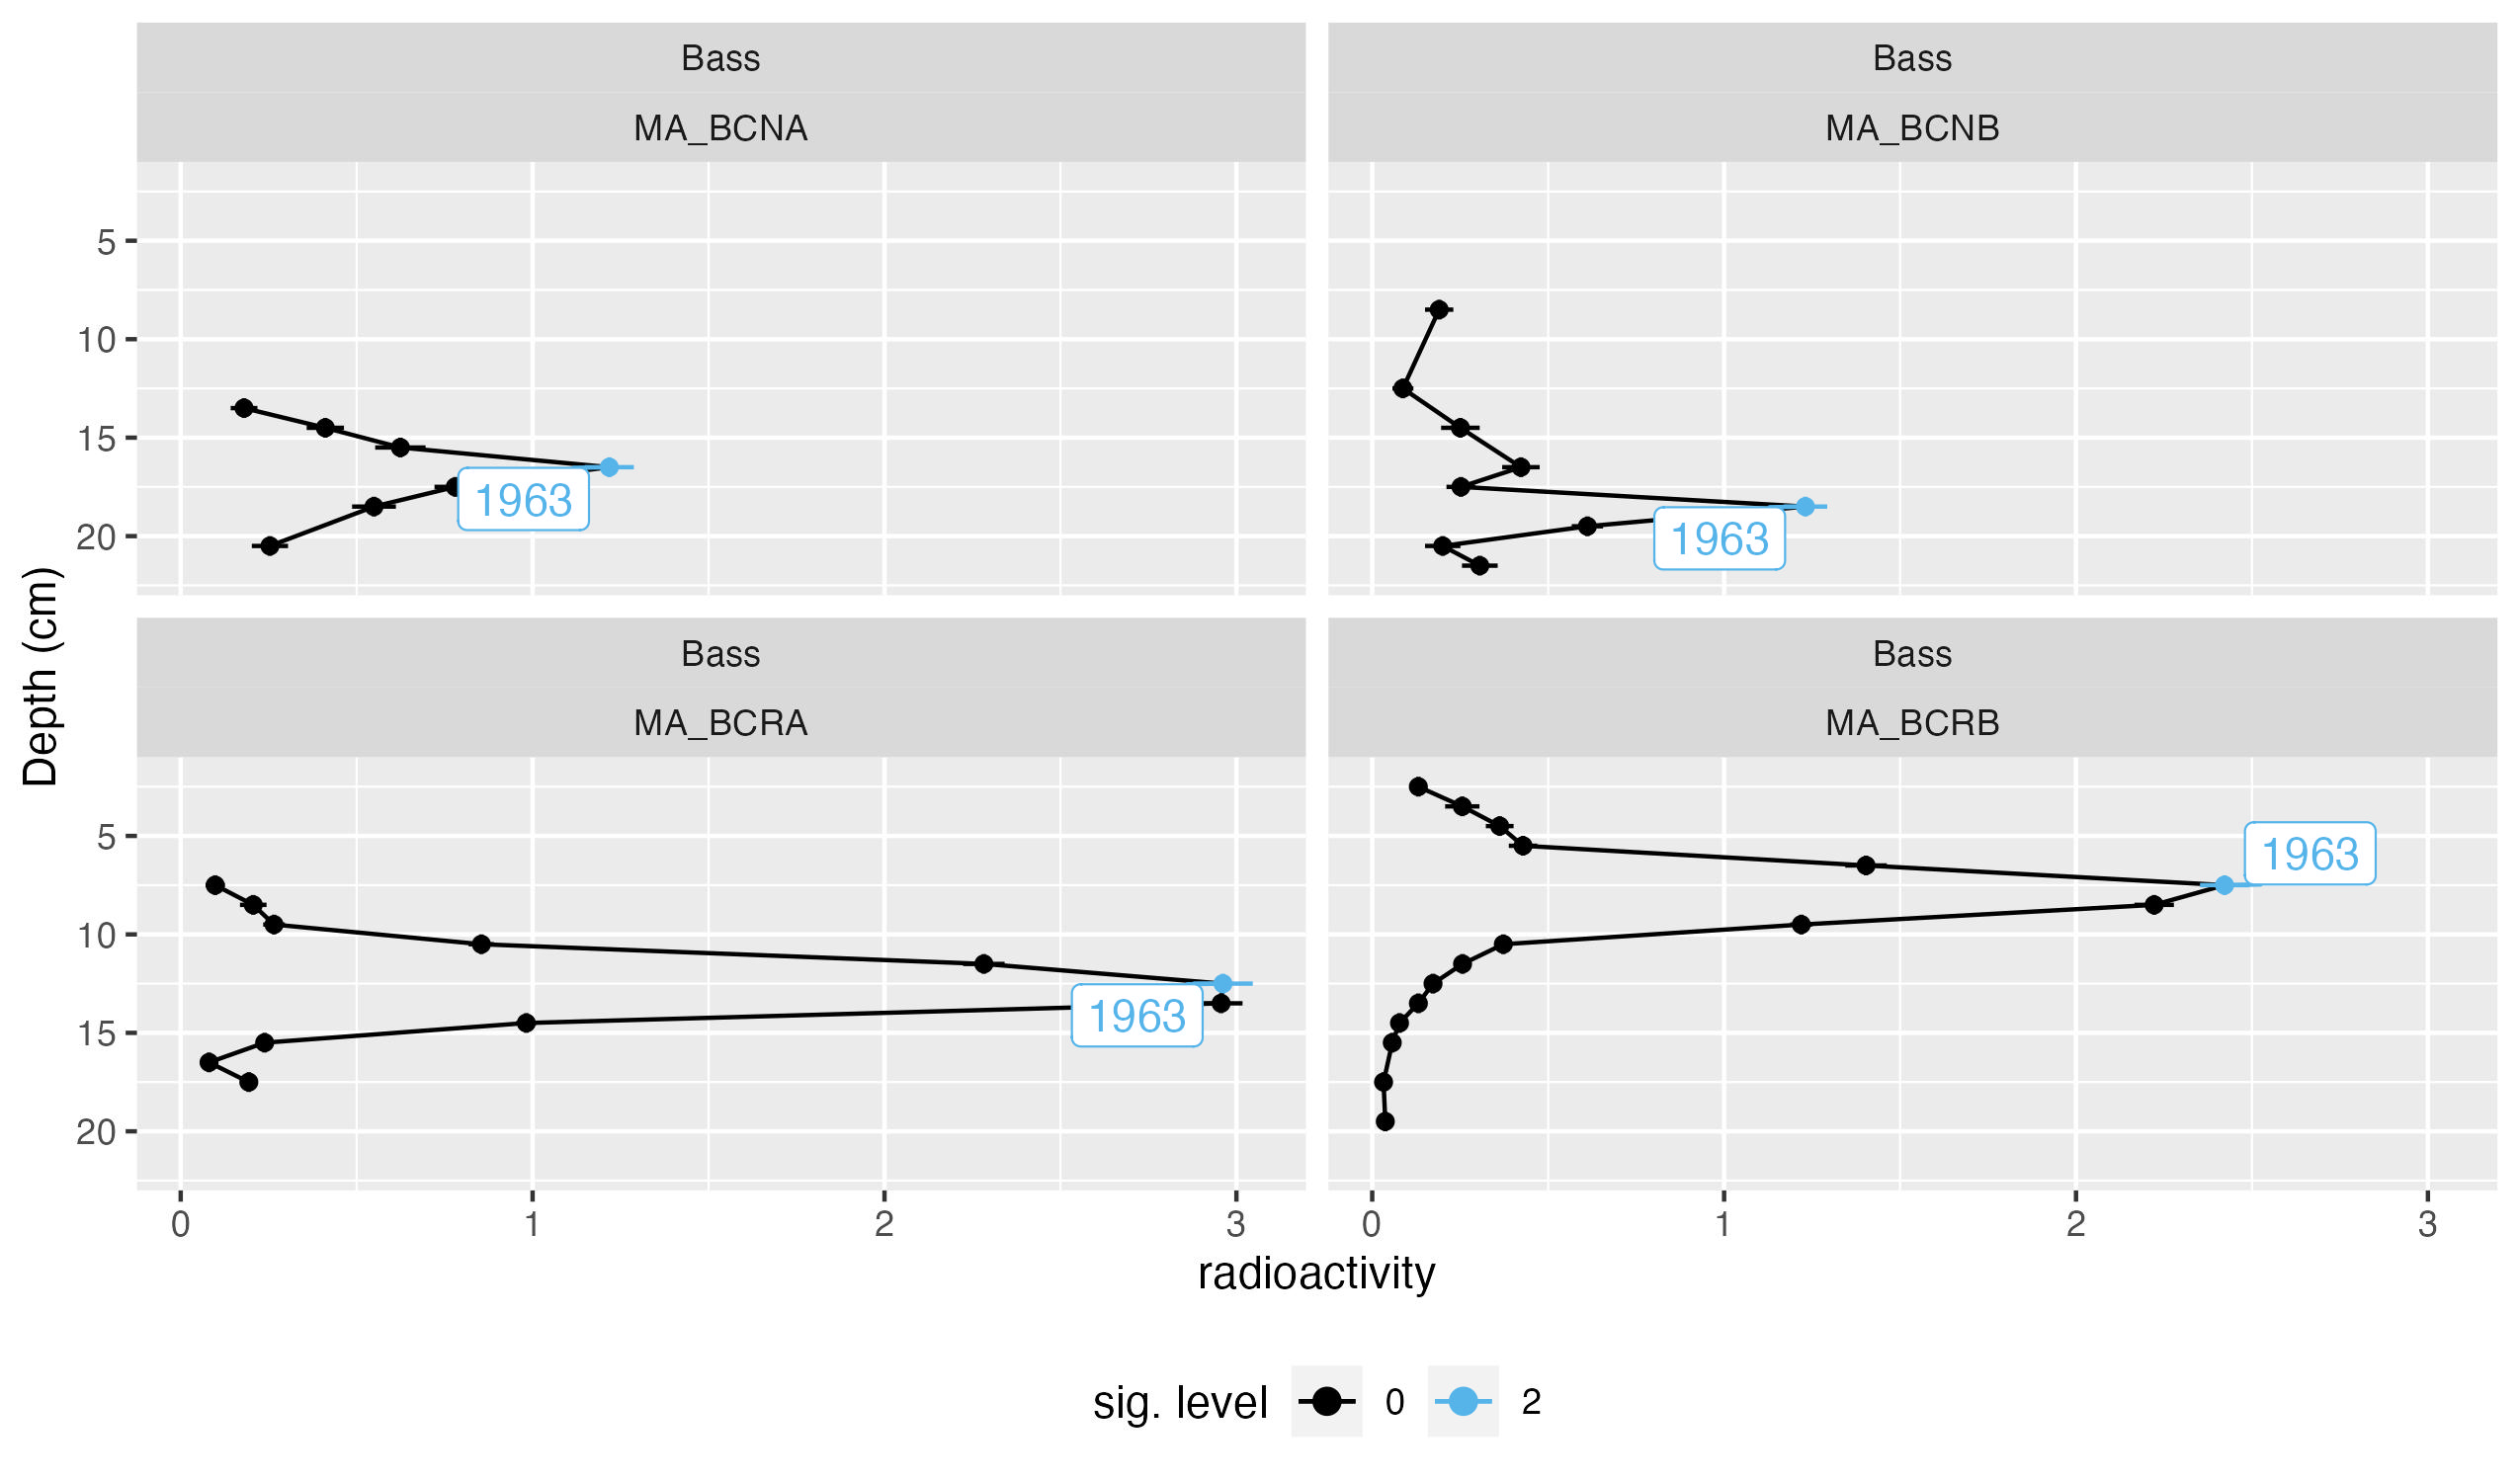 Bass
Bass
MA_BCNA
MA_BCNB
5
10
15
20
1963
1963
Depth (cm)
Bass
Bass
MA_BCRA
MA_BCRB
5
10
15
20
1963
1963
0 1 2 3
0 1 2 3
radioactivity
sig. level 0 2